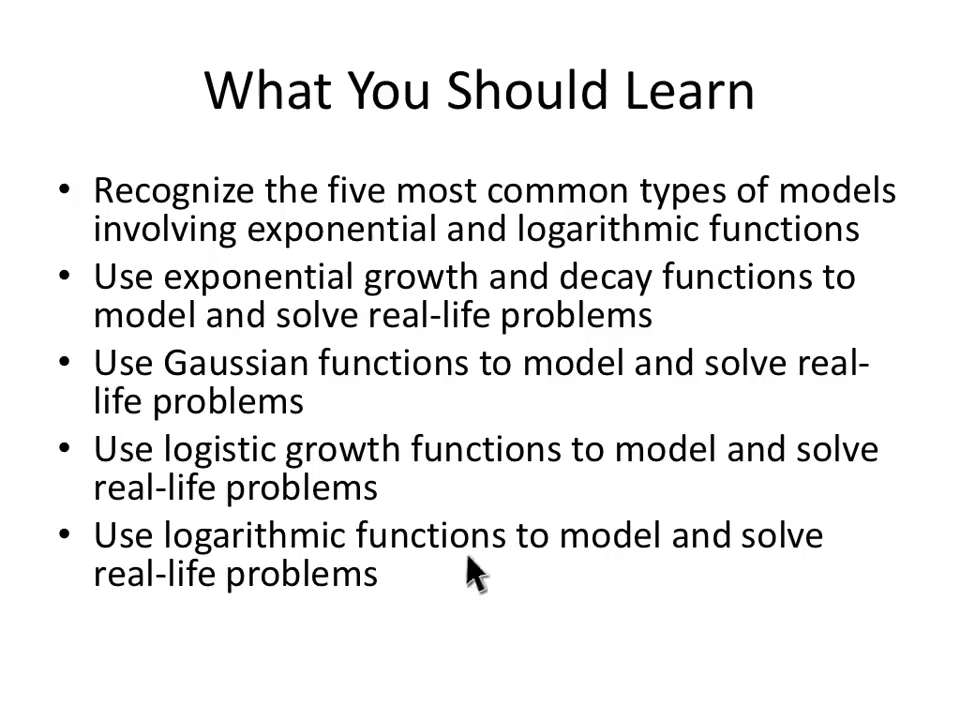 What You Should Learn
• Recognize the five most common types of models
involving exponential and logarithmic functions
• Use exponential growth and decay functions to
model and solve real-life problems
• Use Gaussian functions to model and solve real-
life problems
• Use logistic growth functions to model and solve
real-life problems
• Use logarithmic functions to model and solve
real-life problems